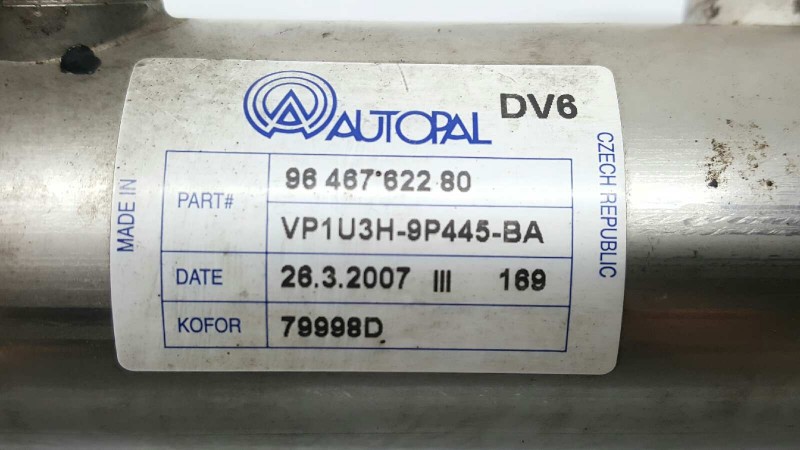 AUTOPAL DV6
MADE IN
CZECH REPUBLIC
PART# 96 467 622 80
VP1U3H-9P445-BA
DATE 26.3.2007 III 169
KOFOR 79998D